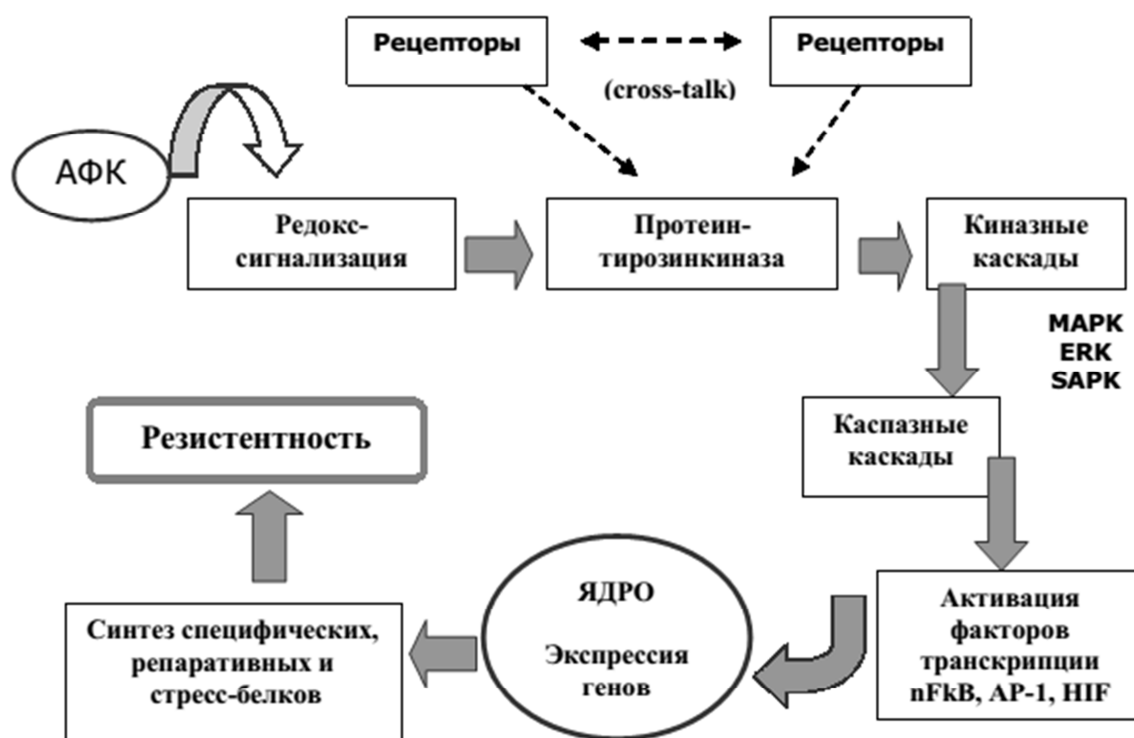 Рецепторы
Рецепторы
(cross-talk)
АФК
Редокс-
сигнализация
Протеин-
тирозинкиназа
Киназные
каскады
MAPK
ERK
SAPK
Каспазные
каскады
Активация
факторов
транскрипции
nFkB, AP-1, HIF
ЯДРО
Экспрессия
генов
Синтез специфических,
репаративных и
стресс-белков
Резистентность